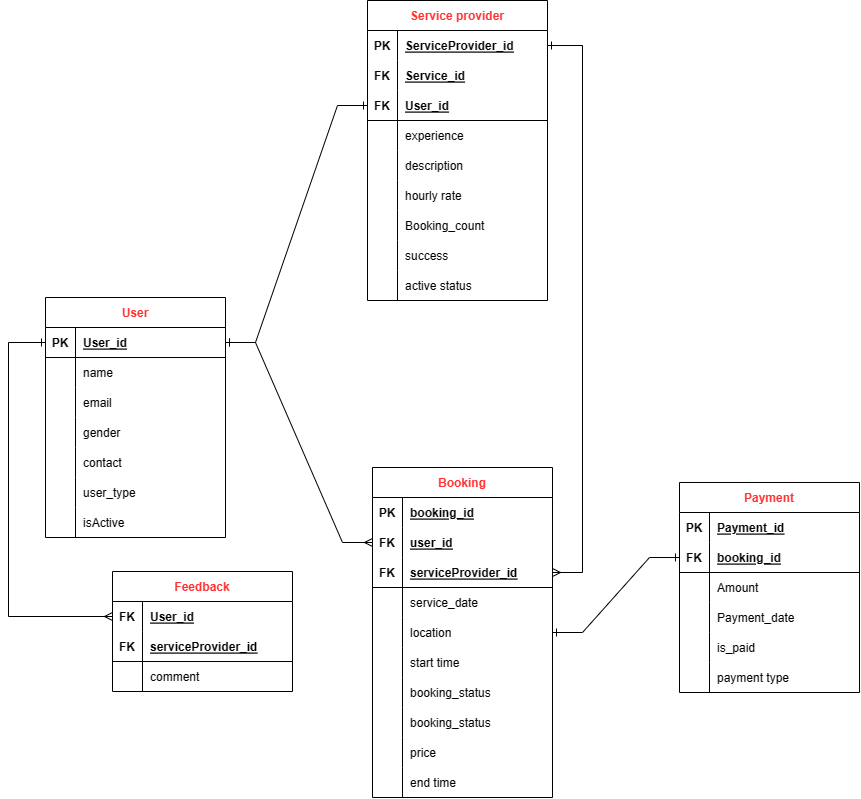 Service provider
PK ServiceProvider_id
FK Service_id
FK User_id
experience
description
hourly rate
Booking_count
success
active status
User
PK User_id
name
email
gender
contact
user_type
isActive
Feedback
FK User_id
FK serviceProvider_id
comment
Booking
PK booking_id
FK user_id
FK serviceProvider_id
service_date
location
start time
booking_status
booking_status
price
end time
Payment
PK Payment_id
FK booking_id
Amount
Payment_date
is_paid
payment type